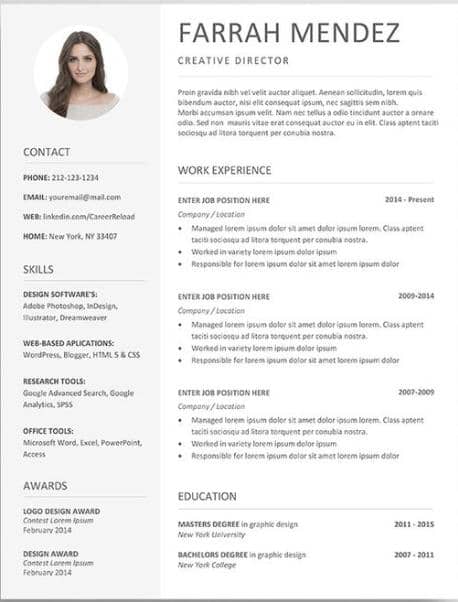 FARRAH MENDEZ
CREATIVE DIRECTOR
Proin gravida nibh vel velit auctor aliquet. Aenean sollicitudin, lorem quis
bibendum auctor, nisi elit consequat ipsum, nec sagittis sem nibh.
Morbi accumsan ipsum velit. Nam nec tellus a odio tincidunt auctor a ornare
odio. Sed non mauris vitae erat consequat auctor eu in elit. Class aptent taciti
sociosqu ad litora torquent per conubia nostra.
CONTACT
PHONE: 212-123-1234
EMAIL: youremail@mail.com
WEB: linkedin.com/CareerReload
HOME: New York, NY 33407
SKILLS
DESIGN SOFTWARE'S:
Adobe Photoshop, InDesign,
Illustrator, Dreamweaver
WEB-BASED APLICATIONS:
WordPress, Blogger, HTML 5 & CSS
RESEARCH TOOLS:
Google Advanced Search, Google
Analytics, SPSS
OFFICE TOOLS:
Microsoft Word, Excel, PowerPoint,
Access
AWARDS
LOGO DESIGN AWARD
Contest Lorem Ipsum
February 2014
DESIGN AWARD
Contest Lorem Ipsum
February 2014
WORK EXPERIENCE
ENTER JOB POSITION HERE 2014 - Present
Company / Location
• Managed lorem ipsum dolor sit amet dolor ipsum. Class aptent
taciti sociosqu ad litora torquent per conubia nostra.
• Worked in variety lorem ipsum dolor
• Responsible for lorem ipsum dolor sit amet lorem ipsum dolor
ENTER JOB POSITION HERE 2009-2014
Company / Location
• Managed lorem ipsum dolor sit amet dolor ipsum. Class aptent
taciti sociosqu ad litora torquent per conubia nostra.
• Worked in variety lorem ipsum dolor
• Responsible for lorem ipsum dolor sit amet lorem ipsum dolor
ENTER JOB POSITION HERE 2007-2009
Company / Location
• Managed lorem ipsum dolor sit amet dolor ipsum. Class aptent
taciti sociosqu ad litora torquent per conubia nostra.
• Worked in variety lorem ipsum dolor
• Responsible for lorem ipsum dolor sit amet lorem ipsum dolor
EDUCATION
MASTERS DEGREE in graphic design 2011 - 2015
New York University
BACHELORS DEGREE in graphic design 2007 - 2011
New York College